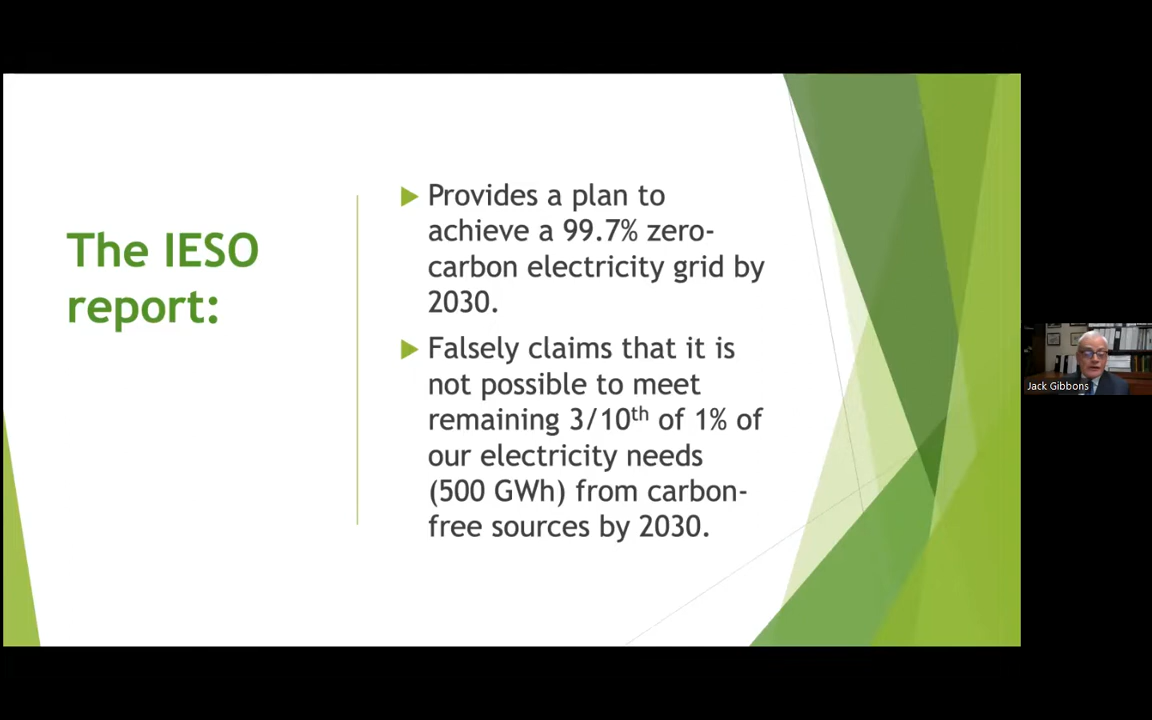 The IESO
report:
Provides a plan to
achieve a 99.7% zero-
carbon electricity grid by
2030.
Falsely claims that it is
not possible to meet
remaining 3/10th of 1% of
our electricity needs
(500 GWh) from carbon-
free sources by 2030.
Jack Gibbons